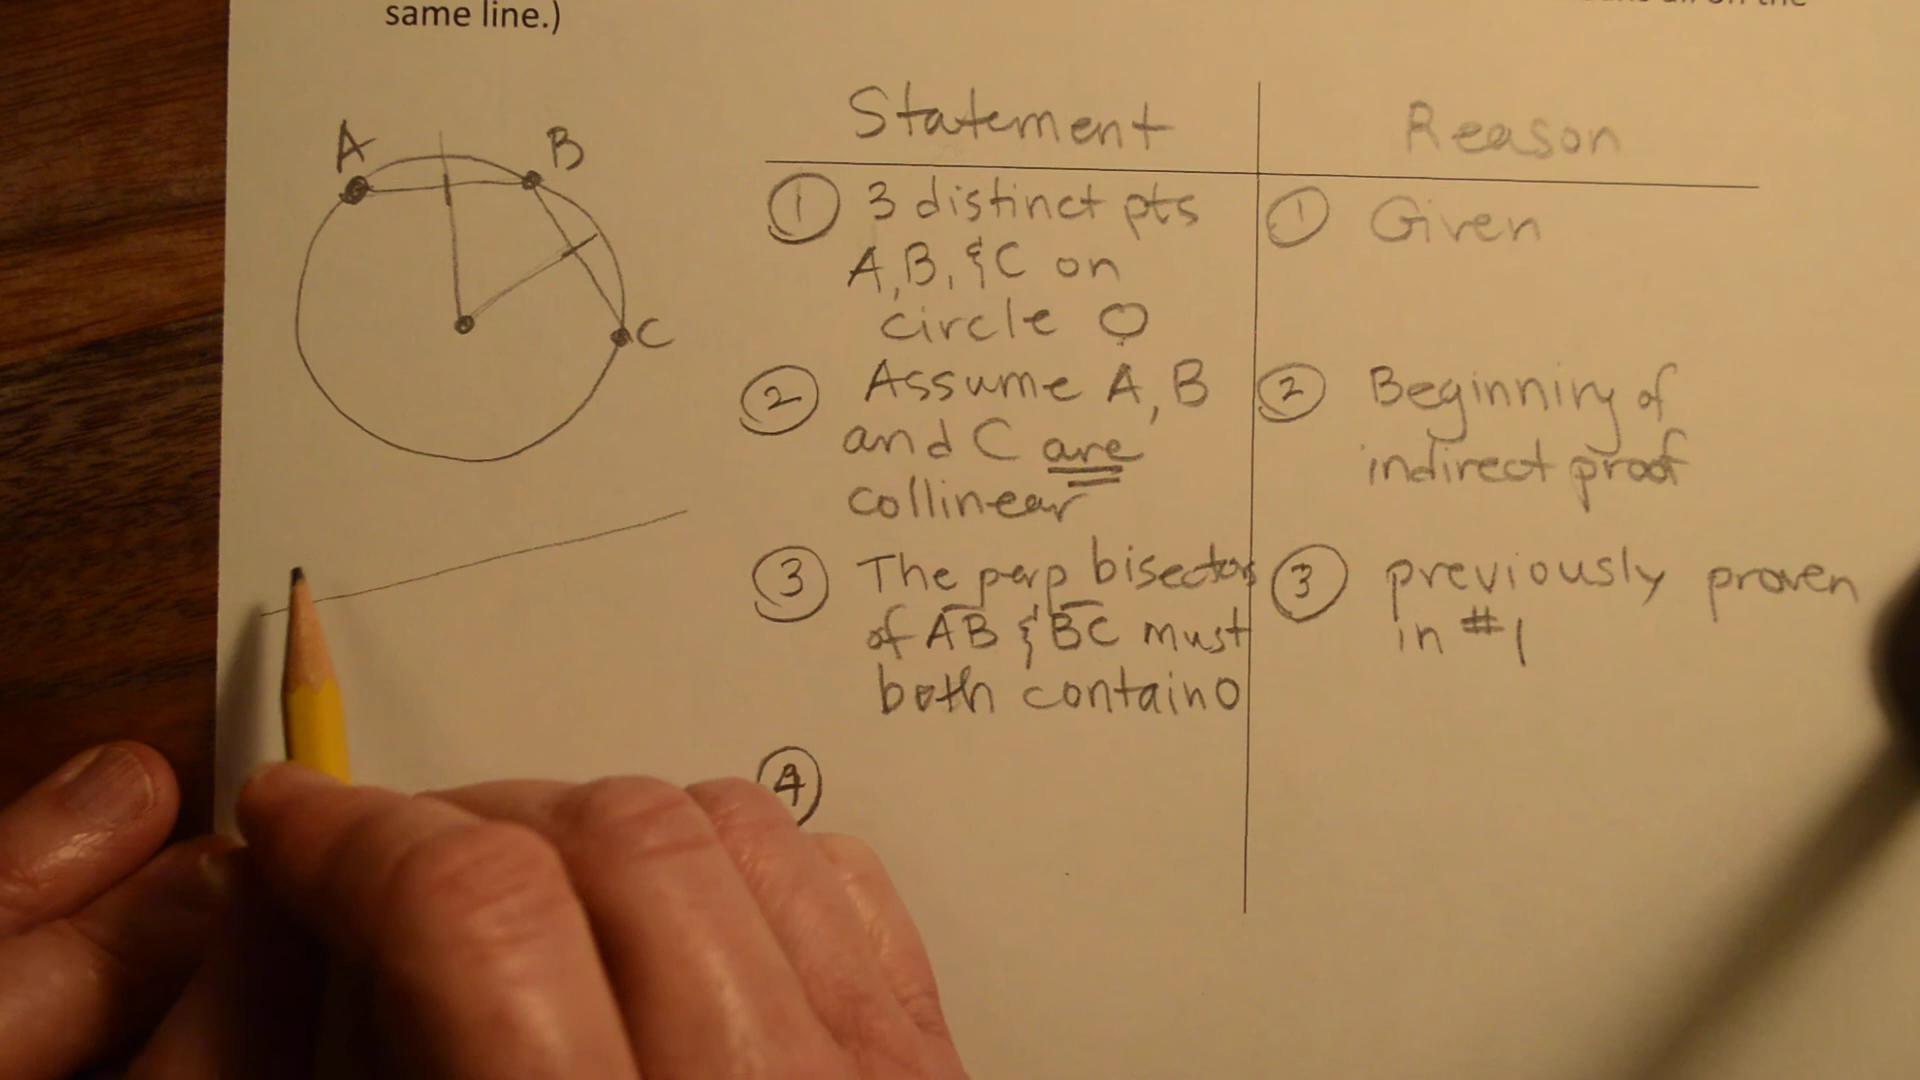 same line.)
on the
A
B
C
Statement
Reason
① 3 distinct pts
A, B, & C on
circle O
① Given
② Assume A, B
and C are
collinear
② Beginning of
indirect proof
③ The perp bisectors
of AB & BC must
both contain O
③ previously proven
in #1
④